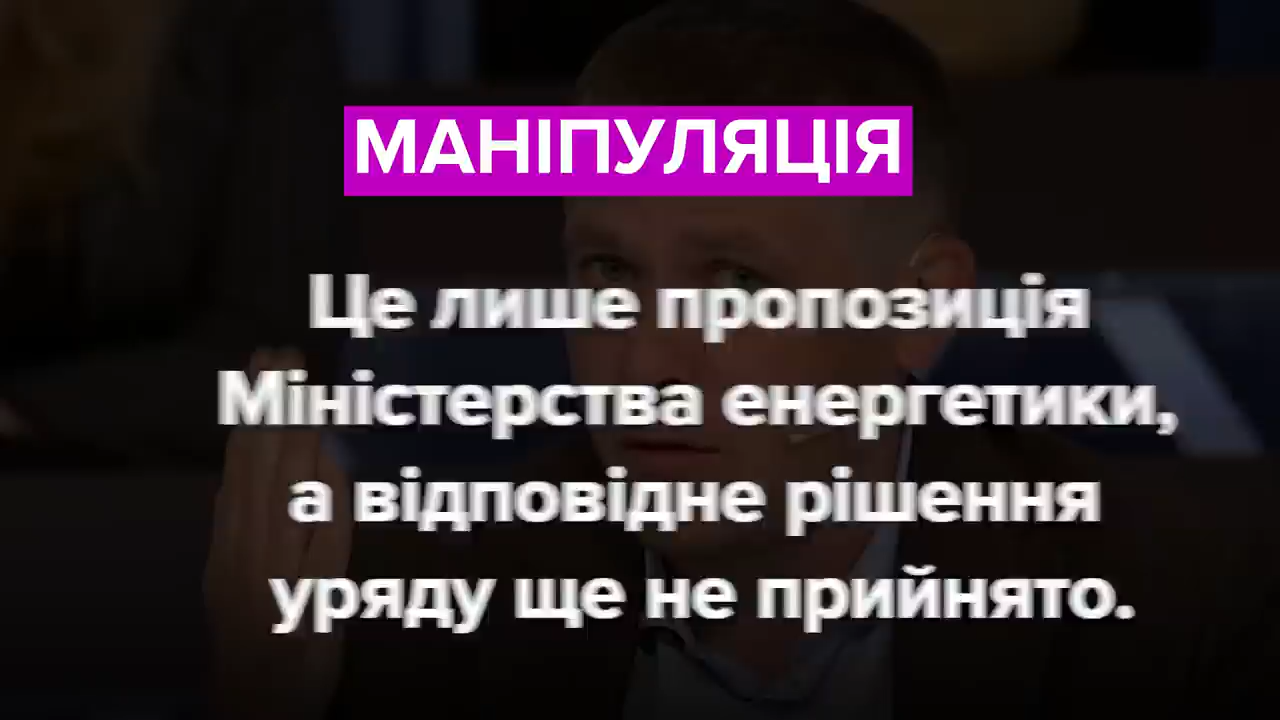 МАНІПУЛЯЦІЯ
Це лише пропозиція
Міністерства енергетики,
а відповідне рішення
уряду ще не прийнято.